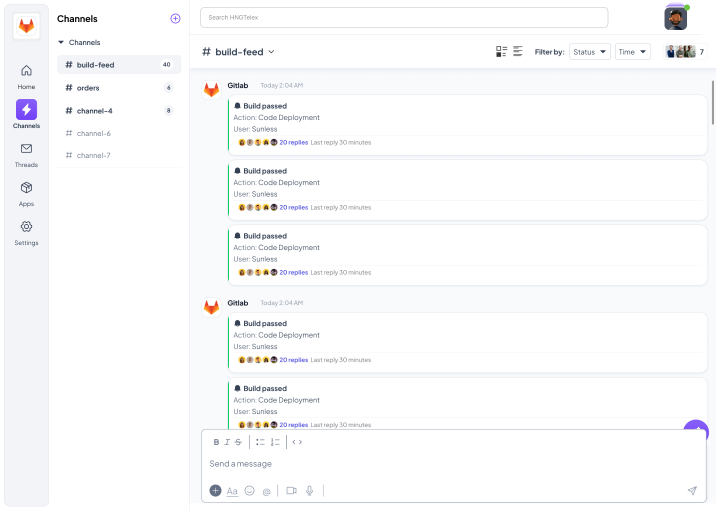 Search HNGTelex
Home
Channels
Threads
Apps
Settings
Channels
Channels
# build-feed 40
# orders 6
# channel-4 8
# channel-6
# channel-7
# build-feed
Filter by: Status Time 7
Gitlab Today 2:04 AM
Build passed
Action: Code Deployment
User: Sunless
20 replies Last reply 30 minutes
Build passed
Action: Code Deployment
User: Sunless
20 replies Last reply 30 minutes
Build passed
Action: Code Deployment
User: Sunless
20 replies Last reply 30 minutes
Gitlab Today 2:04 AM
Build passed
Action: Code Deployment
User: Sunless
20 replies Last reply 30 minutes
Build passed
Action: Code Deployment
User: Sunless
20 replies Last reply 30 minutes
B I S
Send a message
Aa @